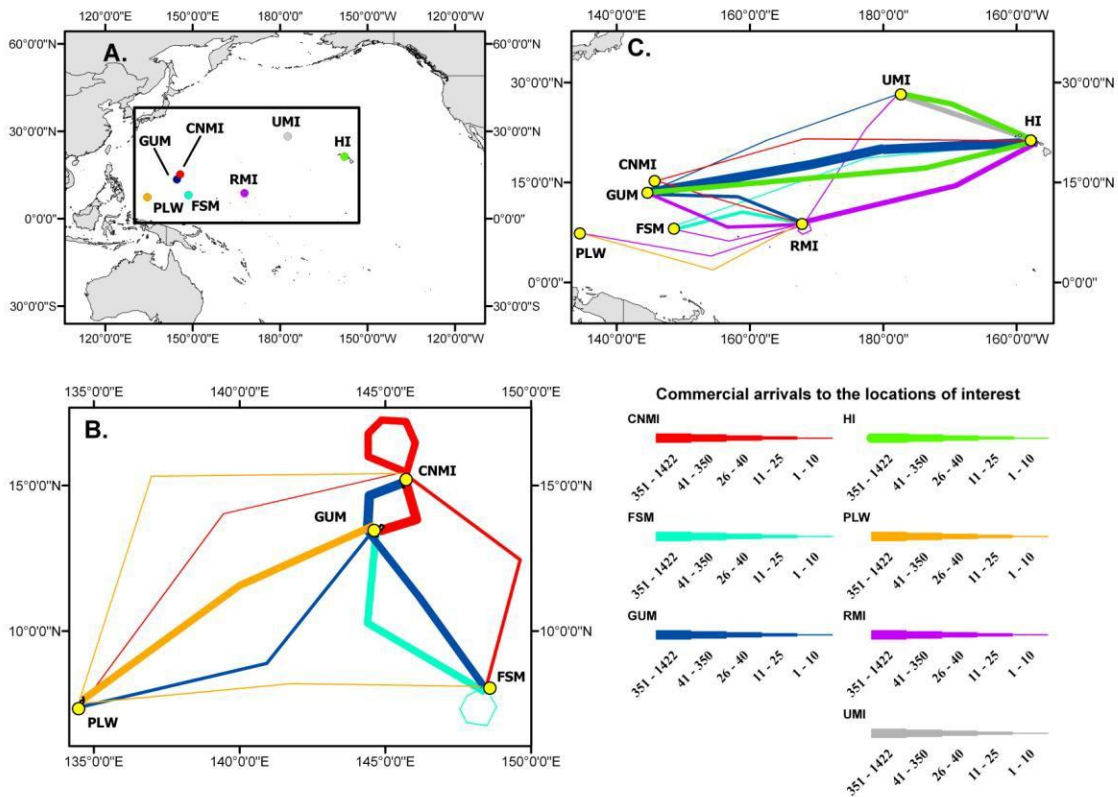 120°0'0"E 150°0'0"E 180°0'0" 150°0'0"W 120°0'0"W
A.
60°0'0"N 60°0'0"N
30°0'0"N 30°0'0"N
UMI
CNMI
GUM
HI
RMI
PLW
FSM
0°0'0" 0°0'0"
30°0'0"S 30°0'0"S
120°0'0"E 150°0'0"E 180°0'0" 150°0'0"W 120°0'0"W
140°0'0"E 160°0'0"E 180°0'0" 160°0'0"W
C.
30°0'0"N 30°0'0"N
UMI
HI
15°0'0"N 15°0'0"N
CNMI
GUM
FSM
RMI
PLW
0°0'0" 0°0'0"
140°0'0"E 160°0'0"E 180°0'0" 160°0'0"W
135°0'0"E 140°0'0"E 145°0'0"E 150°0'0"E
B.
CNMI
15°0'0"N 15°0'0"N
GUM
10°0'0"N 10°0'0"N
FSM
PLW
135°0'0"E 140°0'0"E 145°0'0"E 150°0'0"E
Commercial arrivals to the locations of interest
CNMI
351 - 1422 41 - 350 26 - 40 11 - 25 1 - 10
HI
351 - 1422 41 - 350 26 - 40 11 - 25 1 - 10
FSM
351 - 1422 41 - 350 26 - 40 11 - 25 1 - 10
PLW
351 - 1422 41 - 350 26 - 40 11 - 25 1 - 10
GUM
351 - 1422 41 - 350 26 - 40 11 - 25 1 - 10
RMI
351 - 1422 41 - 350 26 - 40 11 - 25 1 - 10
UMI
351 - 1422 41 - 350 26 - 40 11 - 25 1 - 10